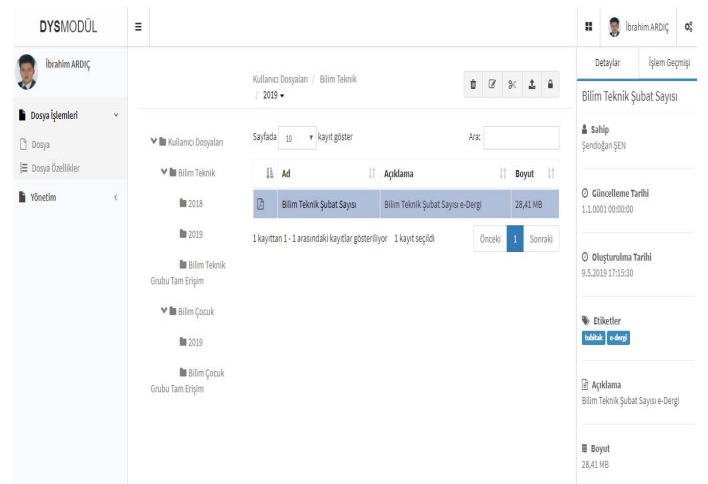 DYSMODÜL
İbrahim ARDIÇ
Dosya İşlemleri
Dosya
Dosya Özellikler
Yönetim
İbrahim ARDIÇ
Kullanıcı Dosyaları / Bilim Teknik
/ 2019
Kullanıcı Dosyaları
Bilim Teknik
2018
2019
Bilim Teknik
Grubu Tam Erişim
Bilim Çocuk
2019
Bilim Çocuk
Grubu Tam Erişim
Sayfada 10 kayıt göster
Ara:
Ad Açıklama Boyut
Bilim Teknik Şubat Sayısı Bilim Teknik Şubat Sayısı e-Dergi 28,41 MB
1 kayıttan 1 - 1 arasındaki kayıtlar gösteriliyor 1 kayıt seçildi
Önceki 1 Sonraki
Detaylar İşlem Geçmişi
Bilim Teknik Şubat Sayısı
Sahip
Şendoğan ŞEN
Güncelleme Tarihi
1.1.0001 00:00:00
Oluşturulma Tarihi
9.5.2019 17:15:30
Etiketler
tubitak e-dergi
Açıklama
Bilim Teknik Şubat Sayısı e-Dergi
Boyut
28,41 MB